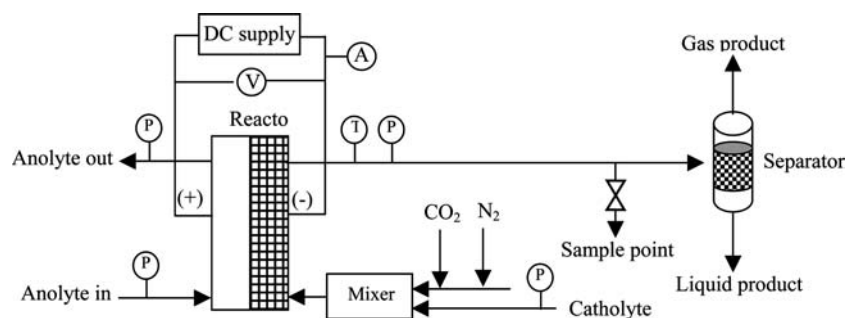 DC supply
Gas product
A
V
P
Reacto
T
P
Anolyte out
Separator
(+)
(-)
CO2 N2
Sample point
P
P
Liquid product
Anolyte in
Mixer
Catholyte